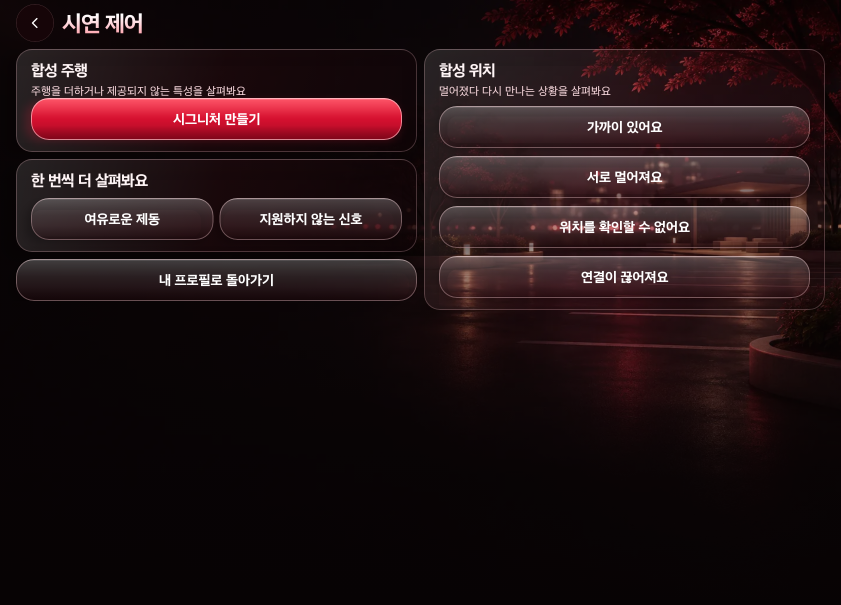 시연 제어
합성 주행
주행을 더하거나 제공되지 않는 특성을 살펴봐요
시그니처 만들기
한 번씩 더 살펴봐요
여유로운 제동
지원하지 않는 신호
내 프로필로 돌아가기
합성 위치
멀어졌다 다시 만나는 상황을 살펴봐요
가까이 있어요
서로 멀어져요
위치를 확인할 수 없어요
연결이 끊어져요